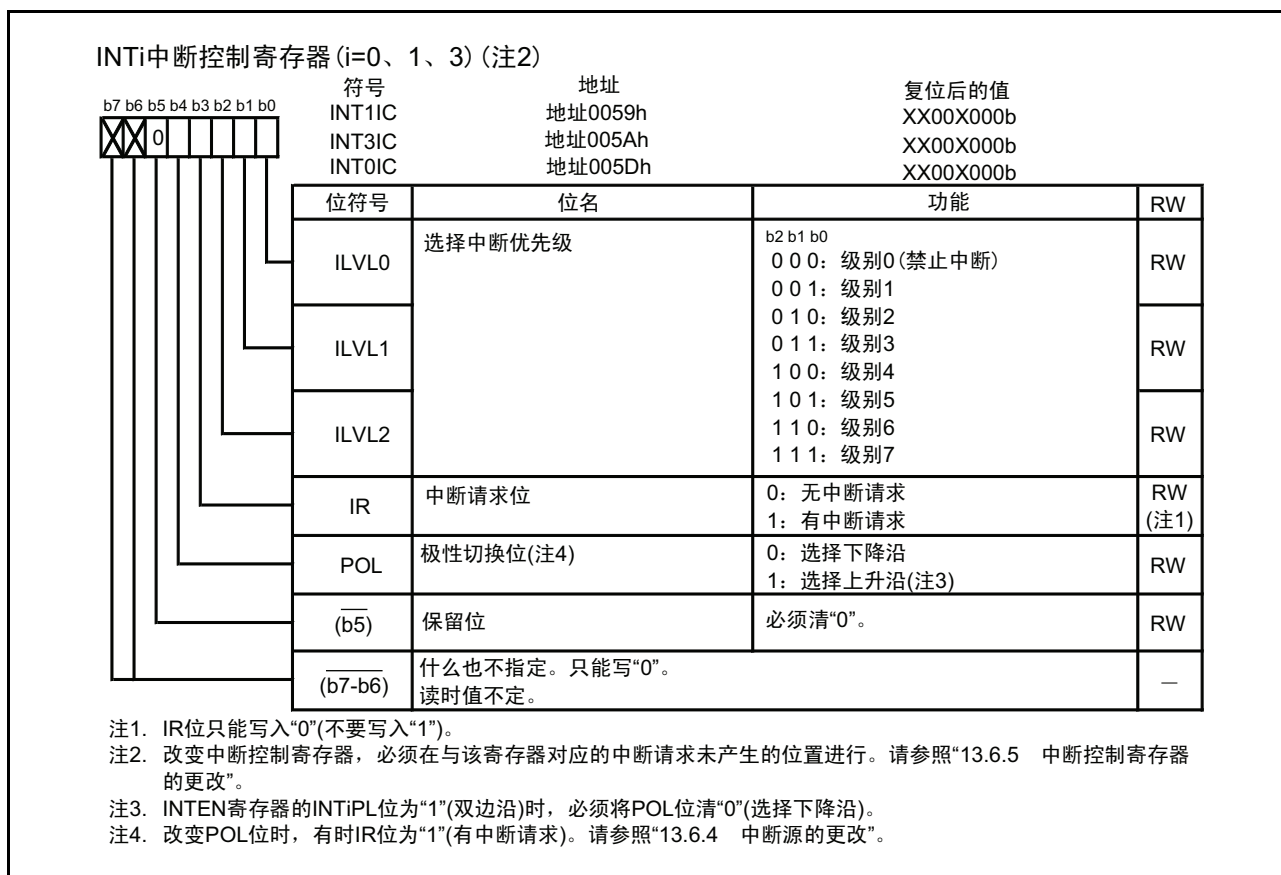 INTi中断控制寄存器(i=0、1、3)(注2)
符号 地址 复位后的值
INT1IC 地址0059h XX00X000b
INT3IC 地址005Ah XX00X000b
INT0IC 地址005Dh XX00X000b
b7 b6 b5 b4 b3 b2 b1 b0
0
位符号 位名 功能 RW
ILVL0 选择中断优先级 RW
b2 b1 b0
0 0 0：级别0(禁止中断)
0 0 1：级别1
0 1 0：级别2
ILVL1 RW
0 1 1：级别3
1 0 0：级别4
1 0 1：级别5
ILVL2 RW
1 1 0：级别6
1 1 1：级别7
IR 中断请求位 0：无中断请求 RW
1：有中断请求 (注1)
POL 极性切换位(注4) 0：选择下降沿 RW
1：选择上升沿(注3)
(b5) 保留位 必须清“0”。 RW
(b7-b6) 什么也不指定。只能写“0”。 —
读时值不定。
注1. IR位只能写入“0”(不要写入“1”)。
注2. 改变中断控制寄存器，必须在与该寄存器对应的中断请求未产生的位置进行。请参照“13.6.5 中断控制寄存器
的更改”。
注3. INTEN寄存器的INTiPL位为“1”(双边沿)时，必须将POL位清“0”(选择下降沿)。
注4. 改变POL位时，有时IR位为“1”(有中断请求)。请参照“13.6.4 中断源的更改”。